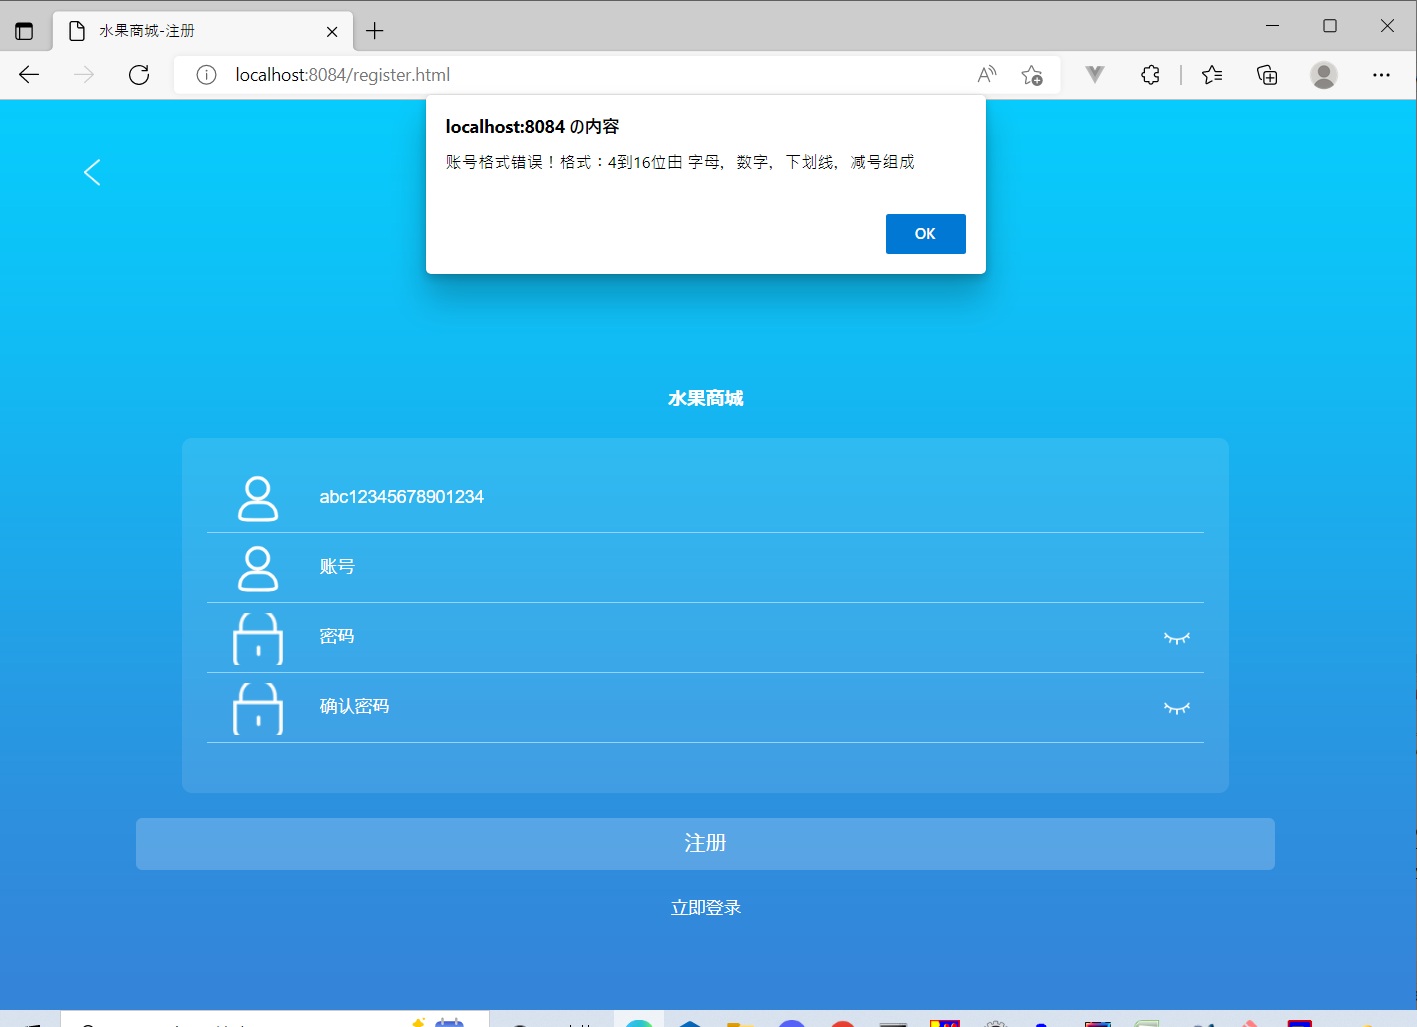 水果商城-注册
localhost:8084/register.html
localhost:8084 の内容
账号格式错误！格式：4到16位由 字母，数字，下划线，减号组成
OK
水果商城
abc12345678901234
账号
密码
确认密码
注册
立即登录